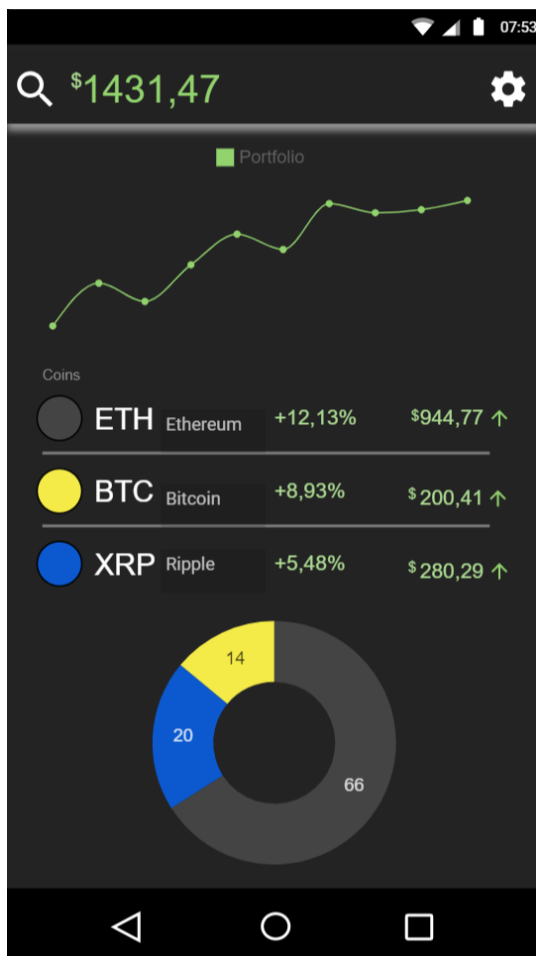 07:53
$1431,47
Portfolio
Coins
ETH Ethereum +12,13% $944,77 ↑
BTC Bitcoin +8,93% $200,41 ↑
XRP Ripple +5,48% $280,29 ↑
14
20
66